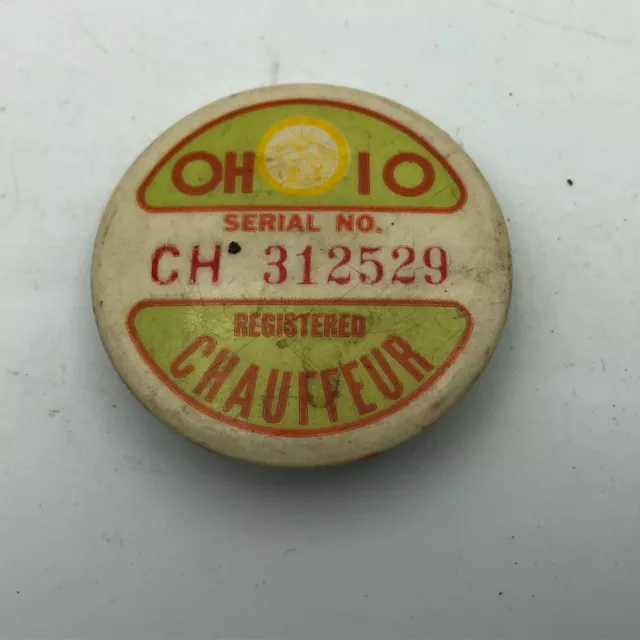 OHIO
SERIAL NO.
CH 312529
REGISTERED
CHAUFFEUR